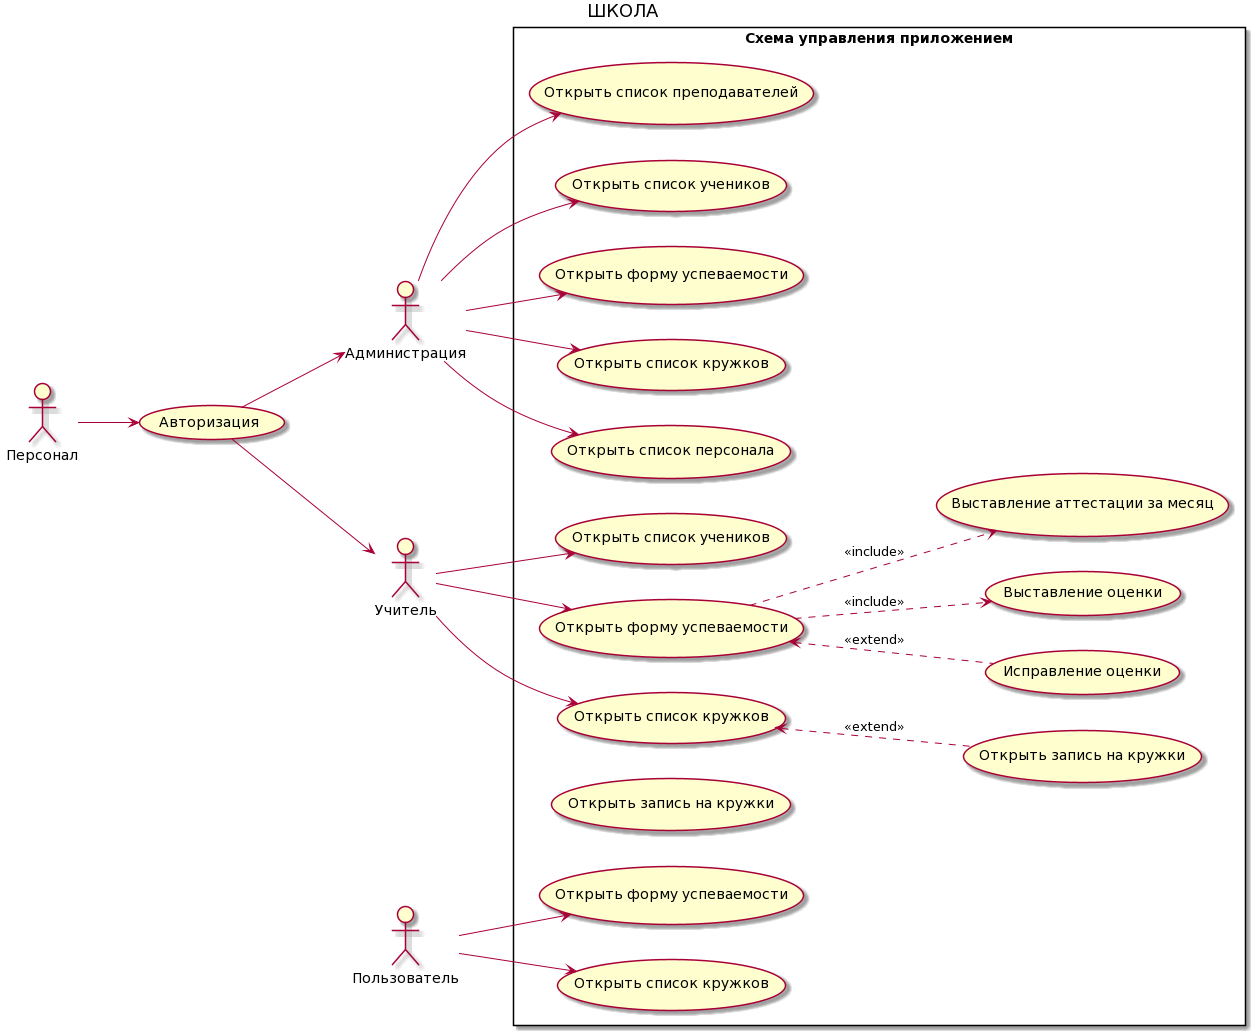 ШКОЛА
Схема управления приложением
Открыть список преподавателей
Открыть список учеников
Открыть форму успеваемости
Администрация
Открыть список кружков
Персонал
Авторизация
Открыть список персонала
Выставление аттестации за месяц
Открыть список учеников
«include»
Выставление оценки
«include»
Учитель
Открыть форму успеваемости
«extend»
Исправление оценки
Открыть список кружков
«extend»
Открыть запись на кружки
Открыть запись на кружки
Открыть форму успеваемости
Пользователь
Открыть список кружков